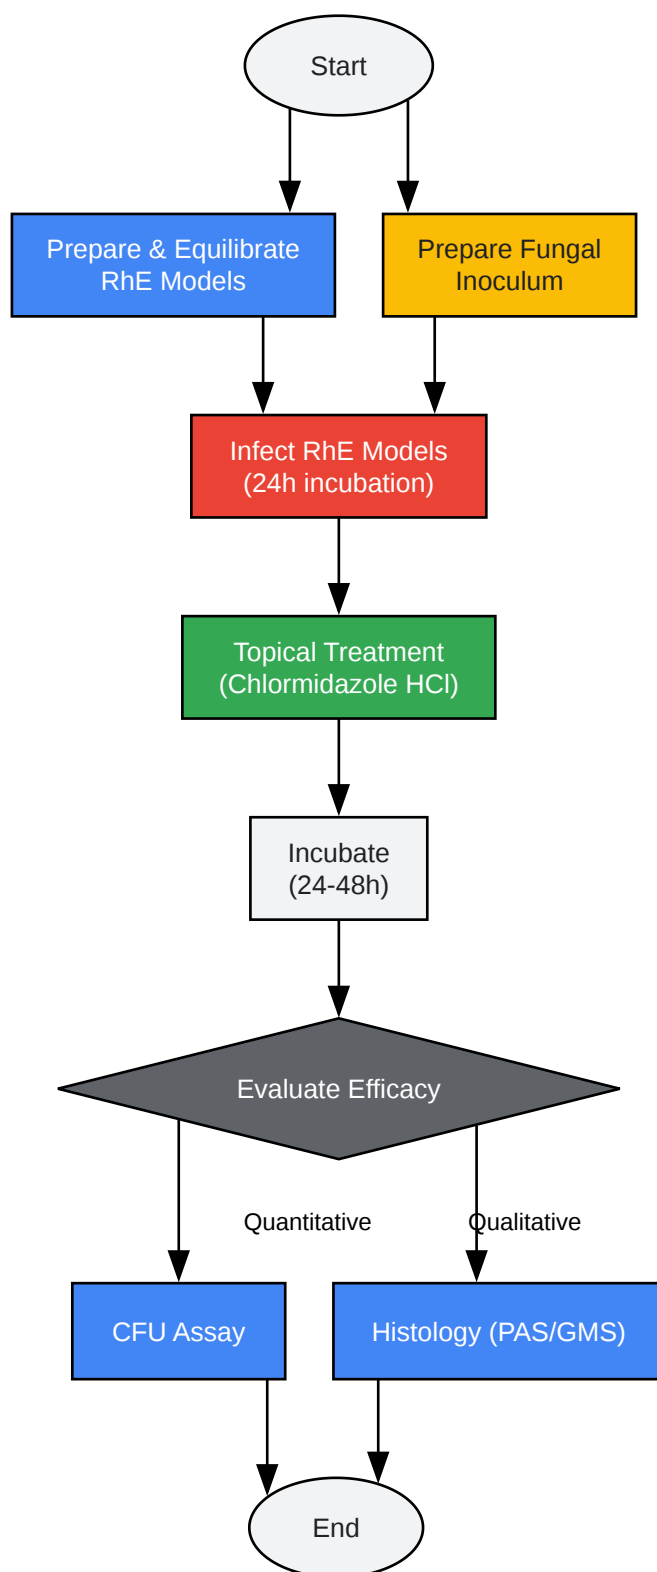 Start
Prepare & Equilibrate
RhE Models
Prepare Fungal
Inoculum
Infect RhE Models
(24h incubation)
Topical Treatment
(Chlormidazole HCl)
Incubate
(24-48h)
Evaluate Efficacy
Quantitative
Qualitative
CFU Assay
Histology (PAS/GMS)
End